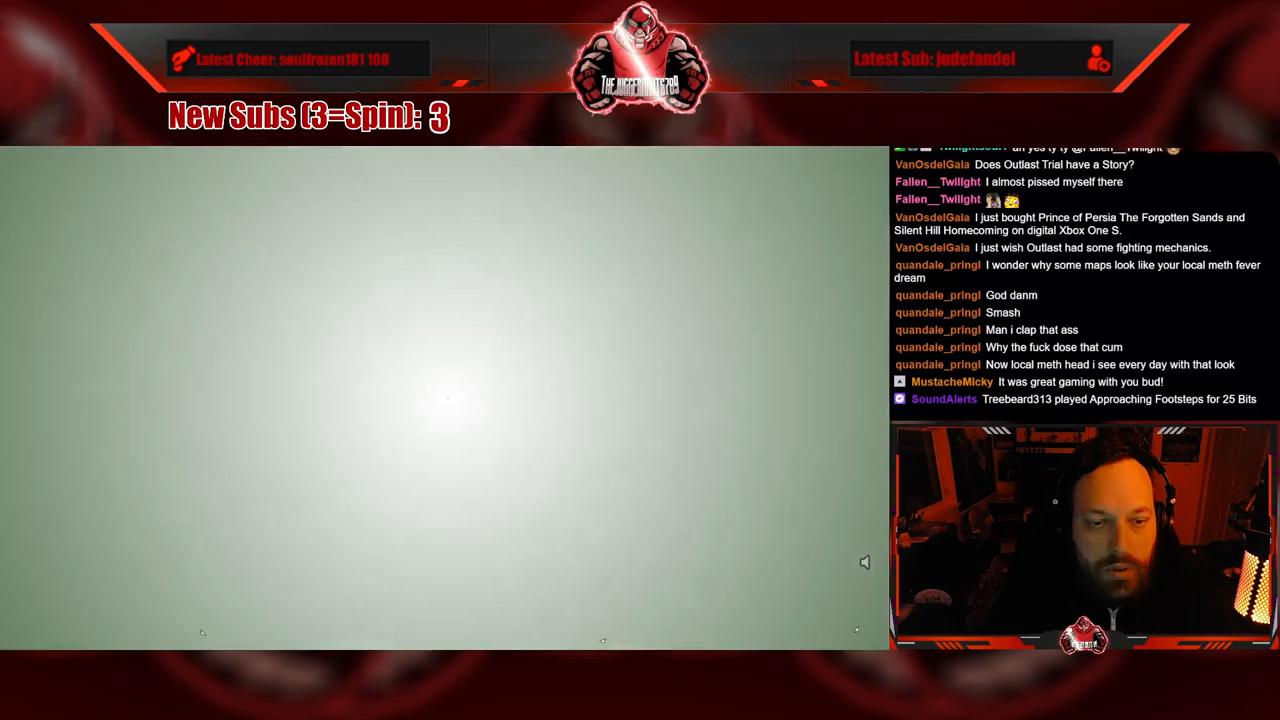 Latest Cheer: soulfrozen181 100
THEJUGGERNAUT6789
Latest Sub: judefandel
New Subs (3=Spin): 3
VanOsdelGaia Does Outlast Trial have a Story?
Fallen__Twilight I almost pissed myself there
Fallen__Twilight
VanOsdelGaia I just bought Prince of Persia The Forgotten Sands and
Silent Hill Homecoming on digital Xbox One S.
VanOsdelGaia I just wish Outlast had some fighting mechanics.
quandale_pringl I wonder why some maps look like your local meth fever
dream
quandale_pringl God danm
quandale_pringl Smash
quandale_pringl Man i clap that ass
quandale_pringl Why the fuck dose that cum
quandale_pringl Now local meth head i see every day with that look
MustacheMicky It was great gaming with you bud!
SoundAlerts Treebeard313 played Approaching Footsteps for 25 Bits